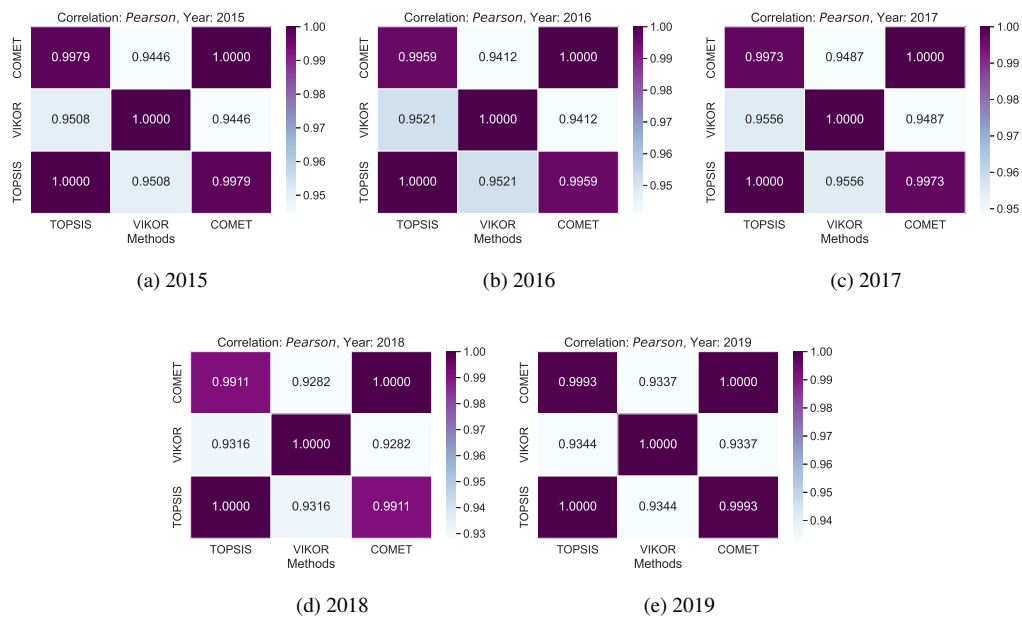 Correlation: Pearson, Year: 2015
COMET
0.9979 0.9446 1.0000
VIKOR
0.9508 1.0000 0.9446
TOPSIS
1.0000 0.9508 0.9979
TOPSIS VIKOR COMET
Methods
1.00
0.99
0.98
0.97
0.96
0.95
(a) 2015
Correlation: Pearson, Year: 2016
COMET
0.9959 0.9412 1.0000
VIKOR
0.9521 1.0000 0.9412
TOPSIS
1.0000 0.9521 0.9959
TOPSIS VIKOR COMET
Methods
1.00
0.99
0.98
0.97
0.96
0.95
(b) 2016
Correlation: Pearson, Year: 2017
COMET
0.9973 0.9487 1.0000
VIKOR
0.9556 1.0000 0.9487
TOPSIS
1.0000 0.9556 0.9973
TOPSIS VIKOR COMET
Methods
1.00
0.99
0.98
0.97
0.96
0.95
(c) 2017
Correlation: Pearson, Year: 2018
COMET
0.9911 0.9282 1.0000
VIKOR
0.9316 1.0000 0.9282
TOPSIS
1.0000 0.9316 0.9911
TOPSIS VIKOR COMET
Methods
1.00
0.99
0.98
0.97
0.96
0.95
0.94
0.93
(d) 2018
Correlation: Pearson, Year: 2019
COMET
0.9993 0.9337 1.0000
VIKOR
0.9344 1.0000 0.9337
TOPSIS
1.0000 0.9344 0.9993
TOPSIS VIKOR COMET
Methods
1.00
0.99
0.98
0.97
0.96
0.95
0.94
(e) 2019